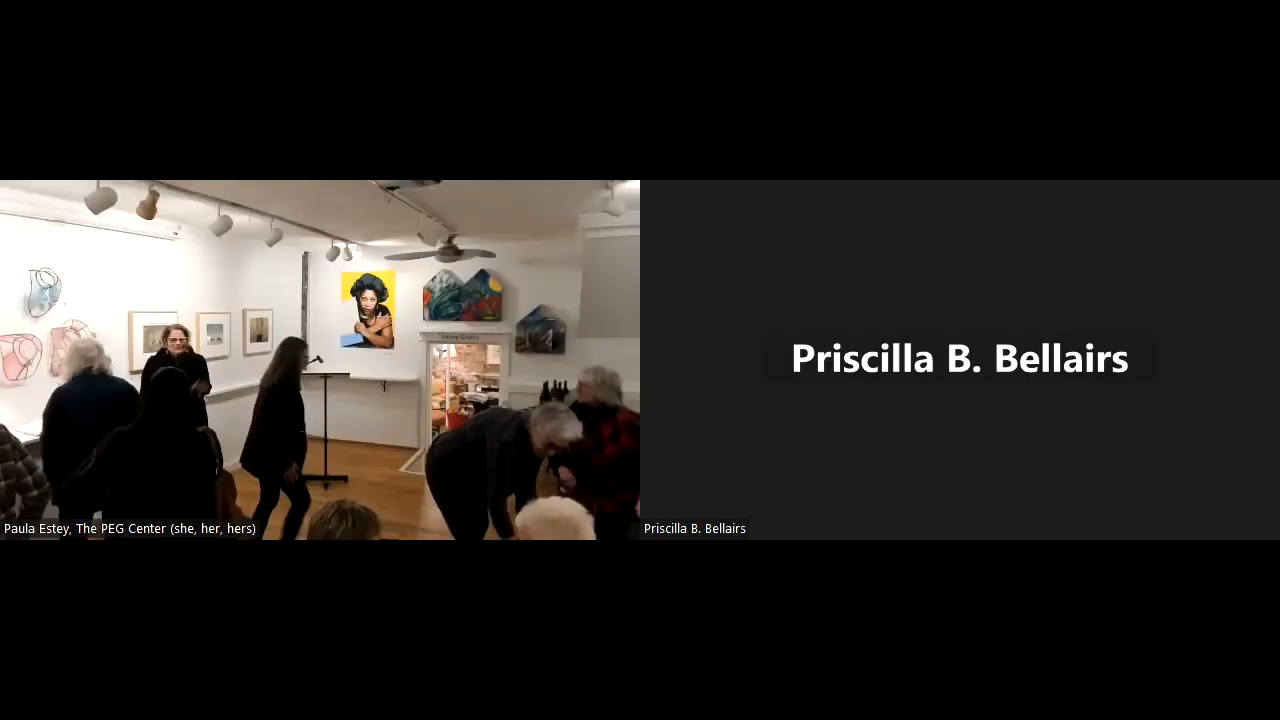 Priscilla B. Bellairs
Paula Estey, The PEG Center (she, her, hers)
Priscilla B. Bellairs